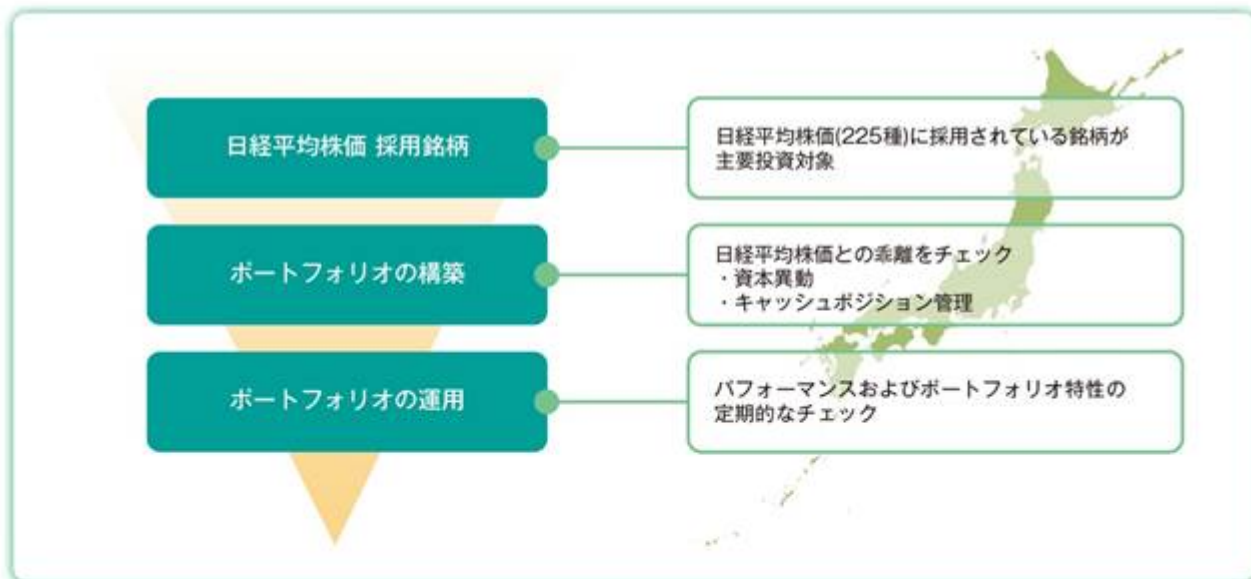 日経平均株価 採用銘柄
日経平均株価(225種)に採用されている銘柄が
主要投資対象
ポートフォリオの構築
日経平均株価との乖離をチェック
・資本異動
・キャッシュポジション管理
ポートフォリオの運用
パフォーマンスおよびポートフォリオ特性の
定期的なチェック